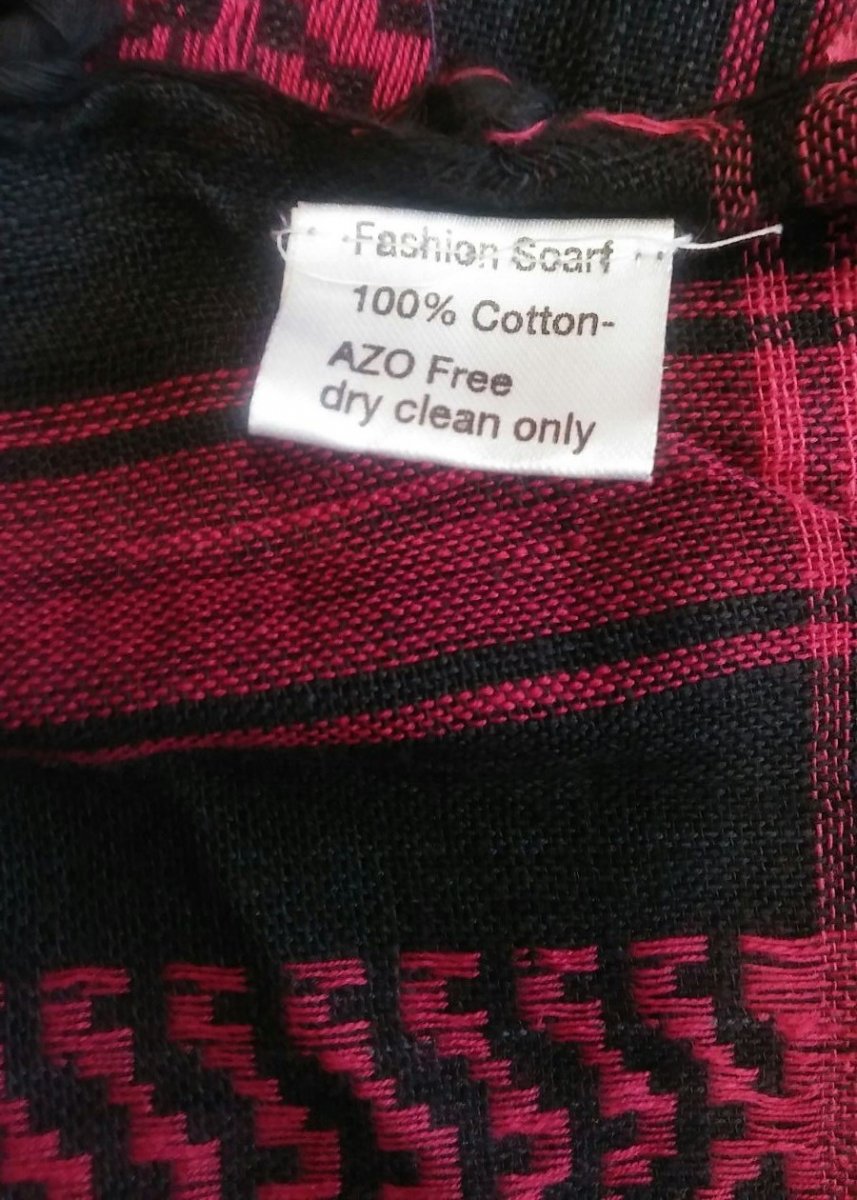 Fashion Scarf
100% Cotton-
AZO Free
dry clean only